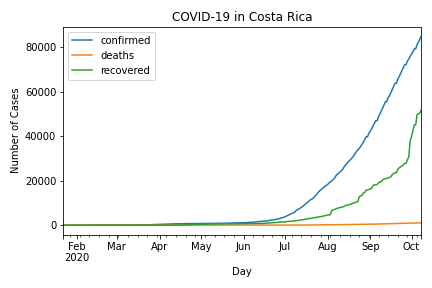 COVID-19 in Costa Rica
confirmed
deaths
recovered
Number of Cases
80000
60000
40000
20000
0
Feb Mar Apr May Jun Jul Aug Sep Oct
2020
Day